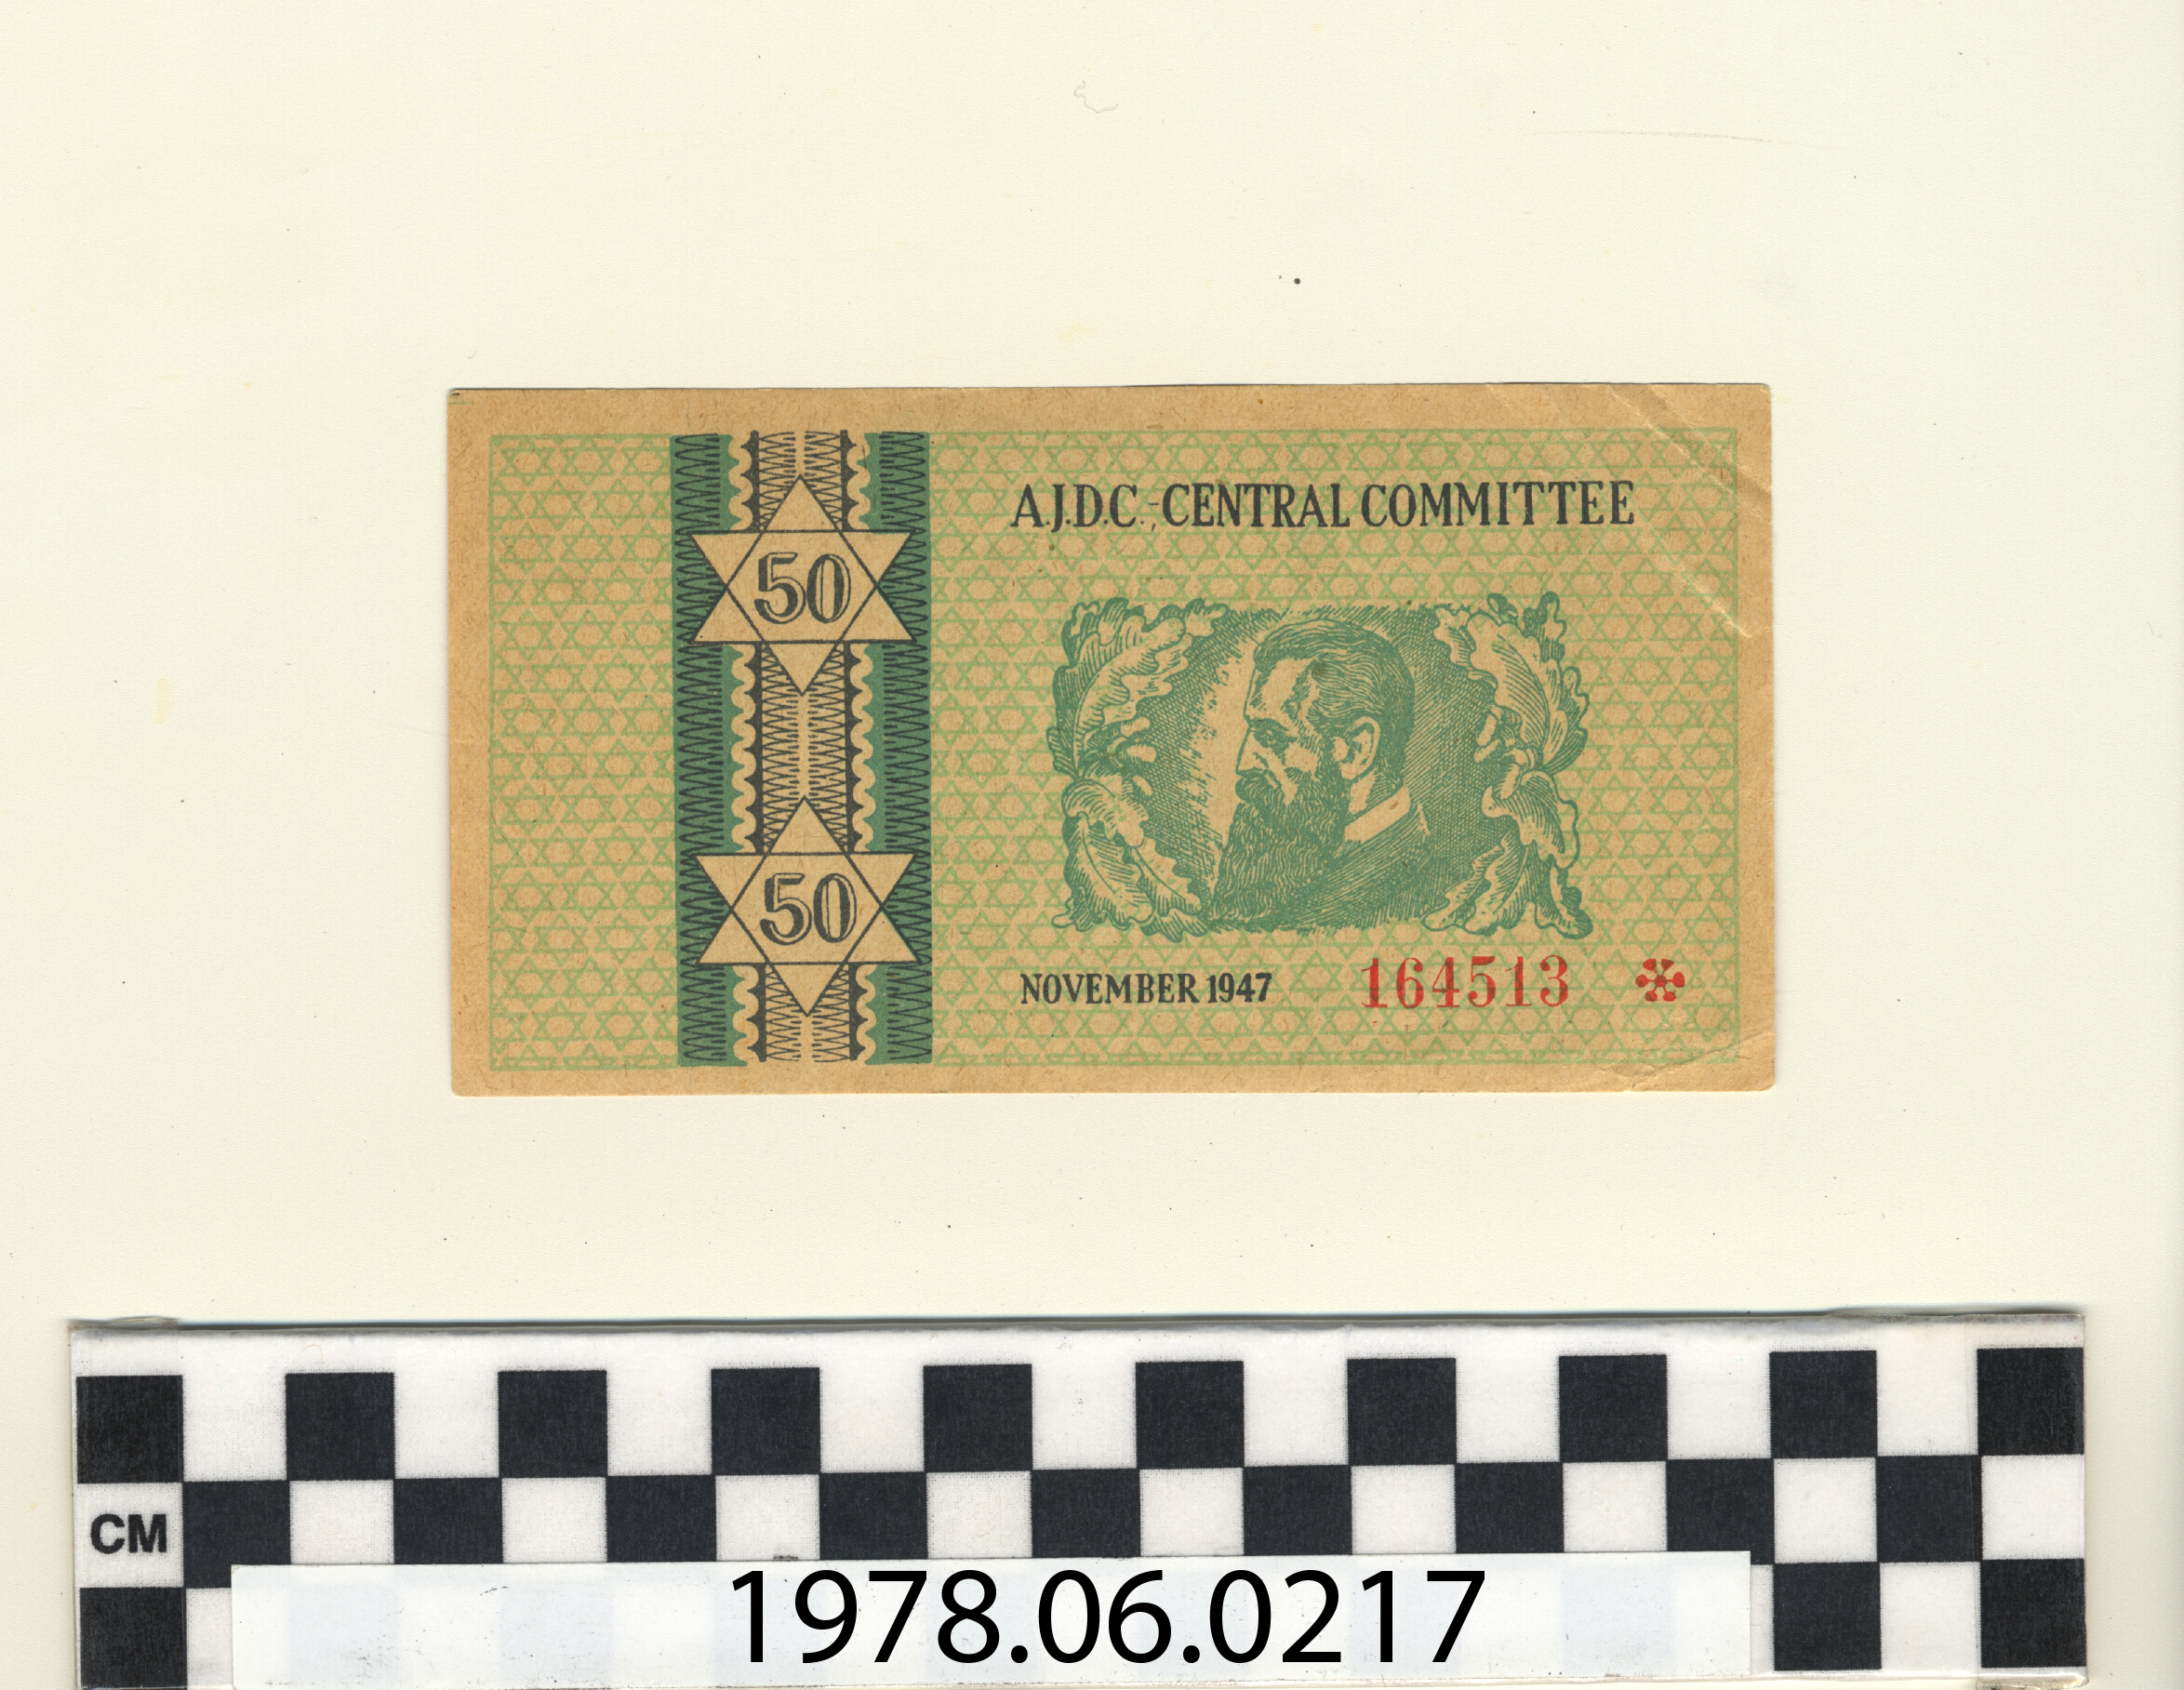 A.J.D.C.-CENTRAL COMMITTEE
50
50
NOVEMBER 1947 164513
CM
1978.06.0217